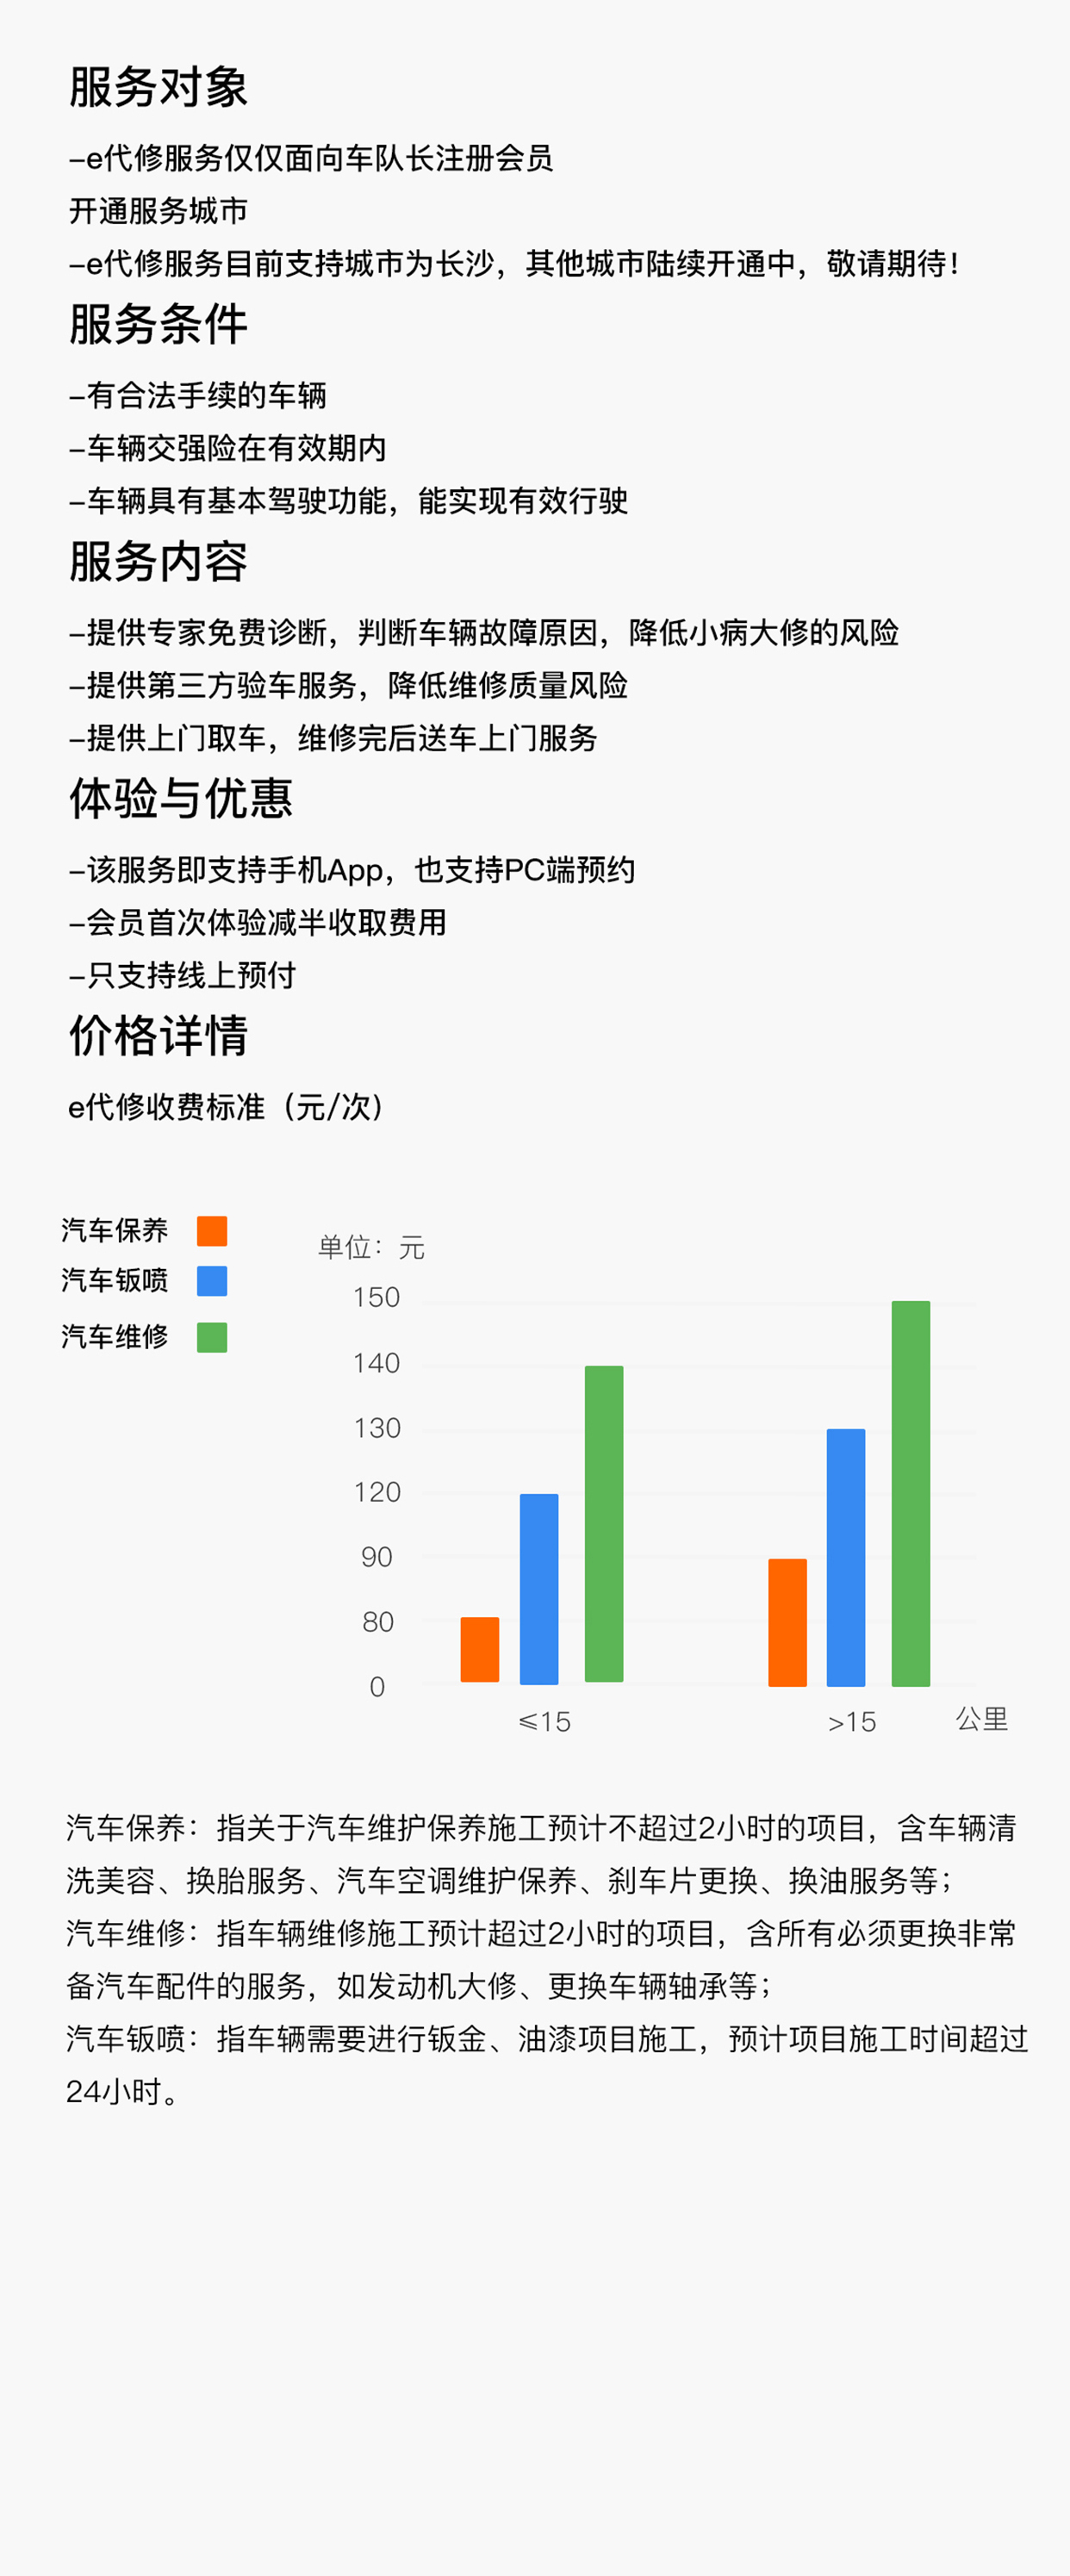 服务对象
-e代修服务仅仅面向车队长注册会员
开通服务城市
-e代修服务目前支持城市为长沙，其他城市陆续开通中，敬请期待！
服务条件
-有合法手续的车辆
-车辆交强险在有效期内
-车辆具有基本驾驶功能，能实现有效行驶
服务内容
-提供专家免费诊断，判断车辆故障原因，降低小病大修的风险
-提供第三方验车服务，降低维修质量风险
-提供上门取车，维修完后送车上门服务
体验与优惠
-该服务即支持手机App，也支持PC端预约
-会员首次体验减半收取费用
-只支持线上预付
价格详情
e代修收费标准（元/次）
汽车保养
汽车钣喷
汽车维修
单位：元
150
140
130
120
90
80
0
≤15
>15
公里
汽车保养：指关于汽车维护保养施工预计不超过2小时的项目，含车辆清
洗美容、换胎服务、汽车空调维护保养、刹车片更换、换油服务等；
汽车维修：指车辆维修施工预计超过2小时的项目，含所有必须更换非常
备汽车配件的服务，如发动机大修、更换车辆轴承等；
汽车钣喷：指车辆需要进行钣金、油漆项目施工，预计项目施工时间超过
24小时。